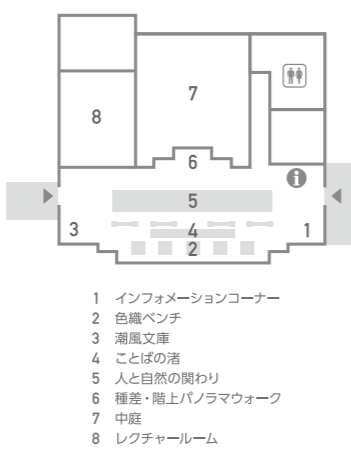 7
8
6
5
3
4
1
2
1 インフォメーションコーナー
2 色織ベンチ
3 潮風文庫
4 ことばの渚
5 人と自然の関わり
6 種差・階上パノラマウォーク
7 中庭
8 レクチャールーム